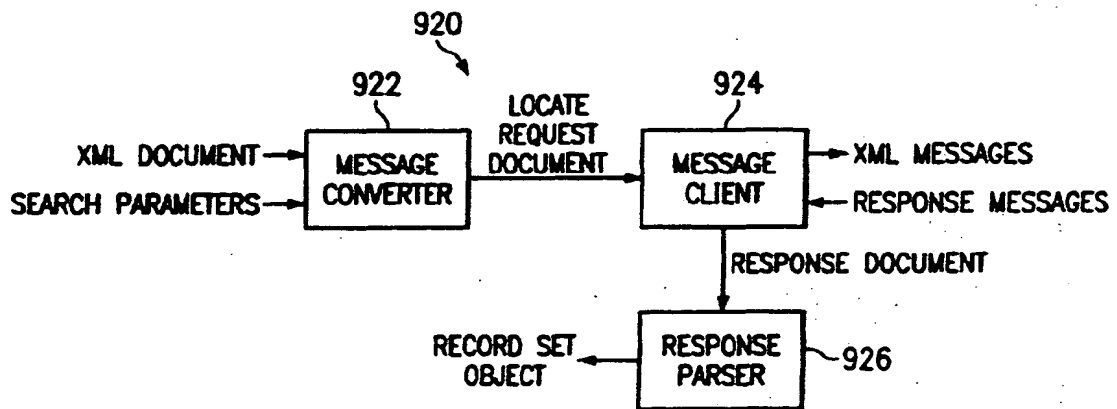 920
922
924
LOCATE
REQUEST
DOCUMENT
XML DOCUMENT
SEARCH PARAMETERS
MESSAGE
CONVERTER
MESSAGE
CLIENT
XML MESSAGES
RESPONSE MESSAGES
RESPONSE DOCUMENT
RECORD SET
OBJECT
RESPONSE
PARSER
926